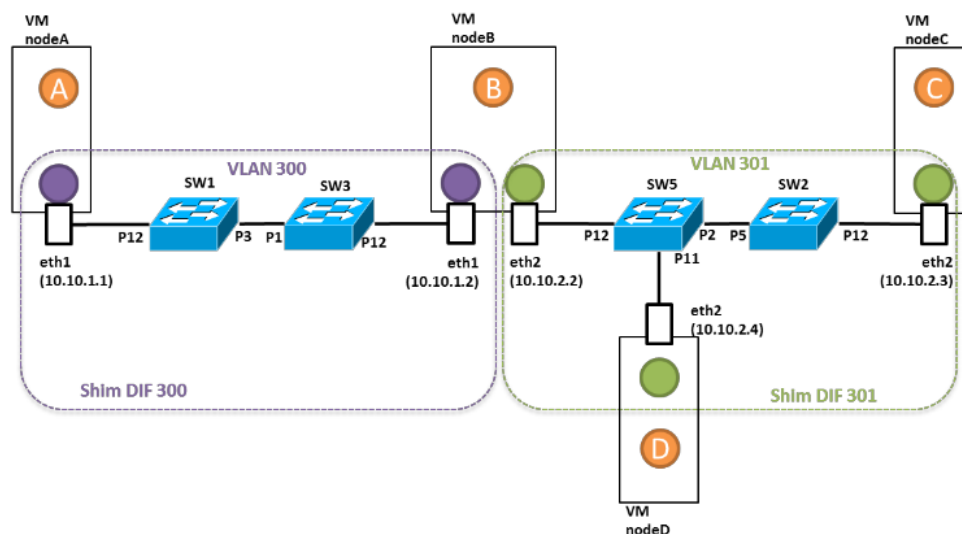 VM
nodeA
VM
nodeB
VM
nodeC
A
B
C
VLAN 300
VLAN 301
SW1
SW3
SW5
SW2
P12
P3
P1
P12
P12
P2
P5
P12
P11
eth1
(10.10.1.1)
eth1
(10.10.1.2)
eth2
(10.10.2.2)
eth2
(10.10.2.3)
eth2
(10.10.2.4)
Shim DIF 300
Shim DIF 301
D
VM
nodeD